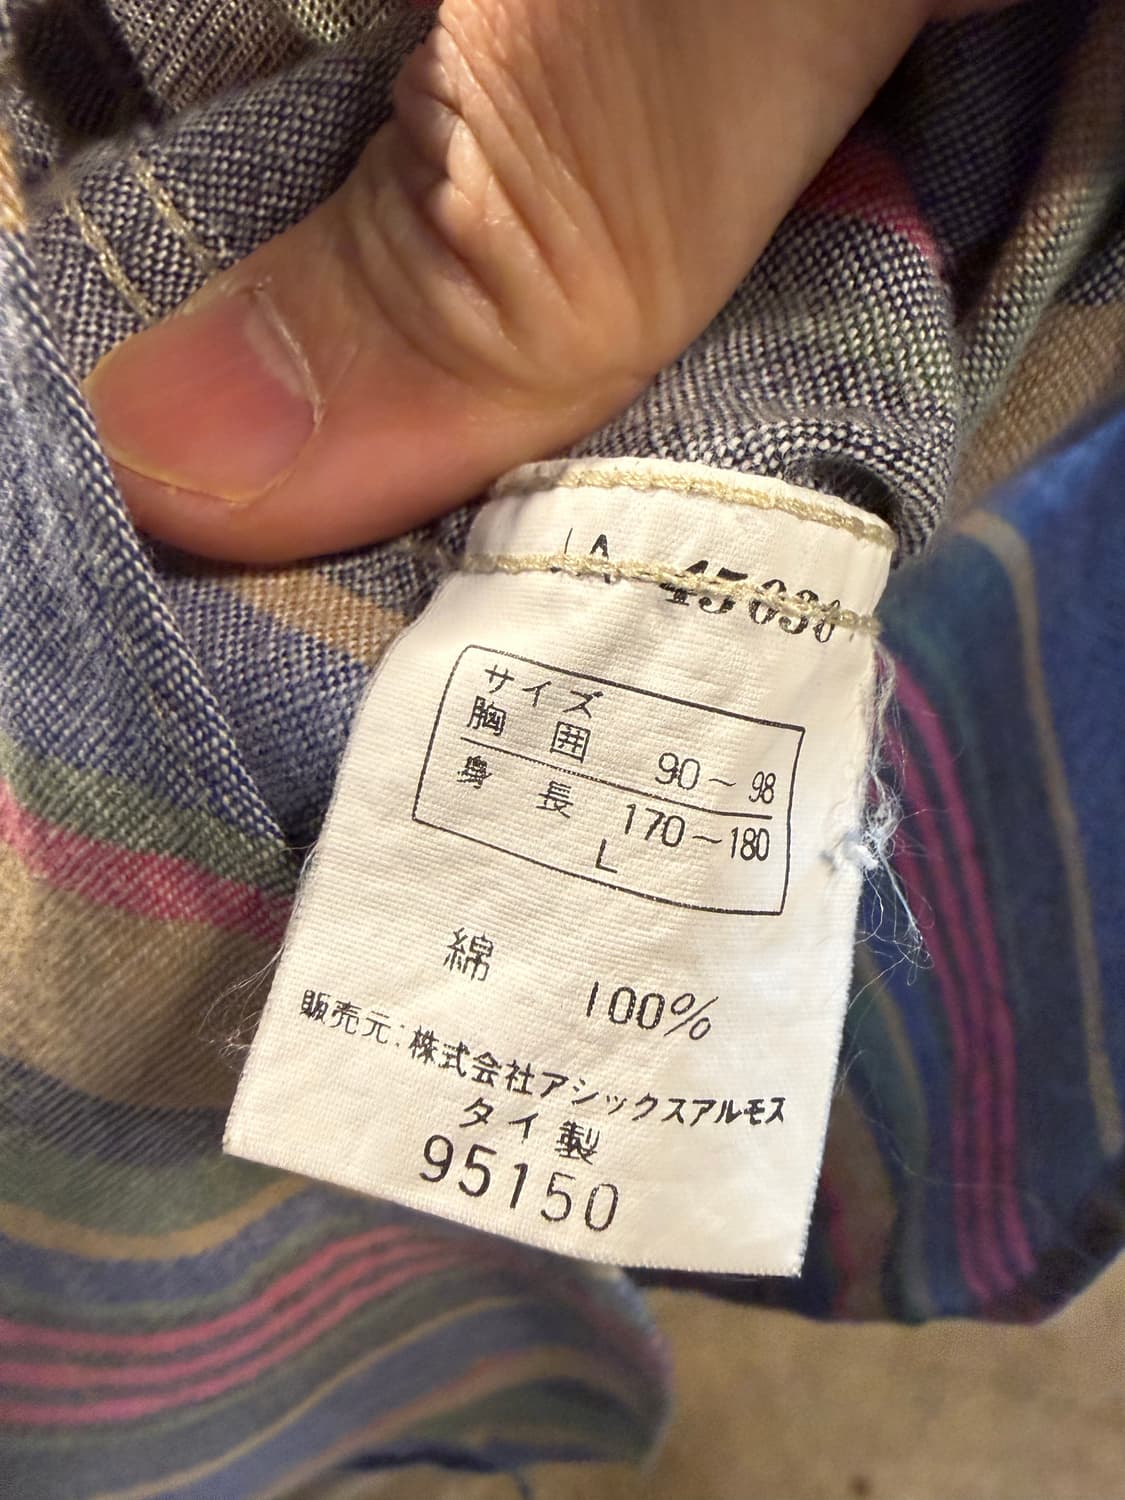 サイズ
胸囲 90～98
身長 170～180
L
綿 100%
販売元:株式会社アシックスアルモス
タイ製
95150